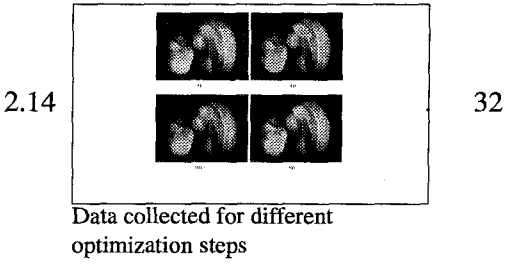 2.14
32
Data collected for different
optimization steps